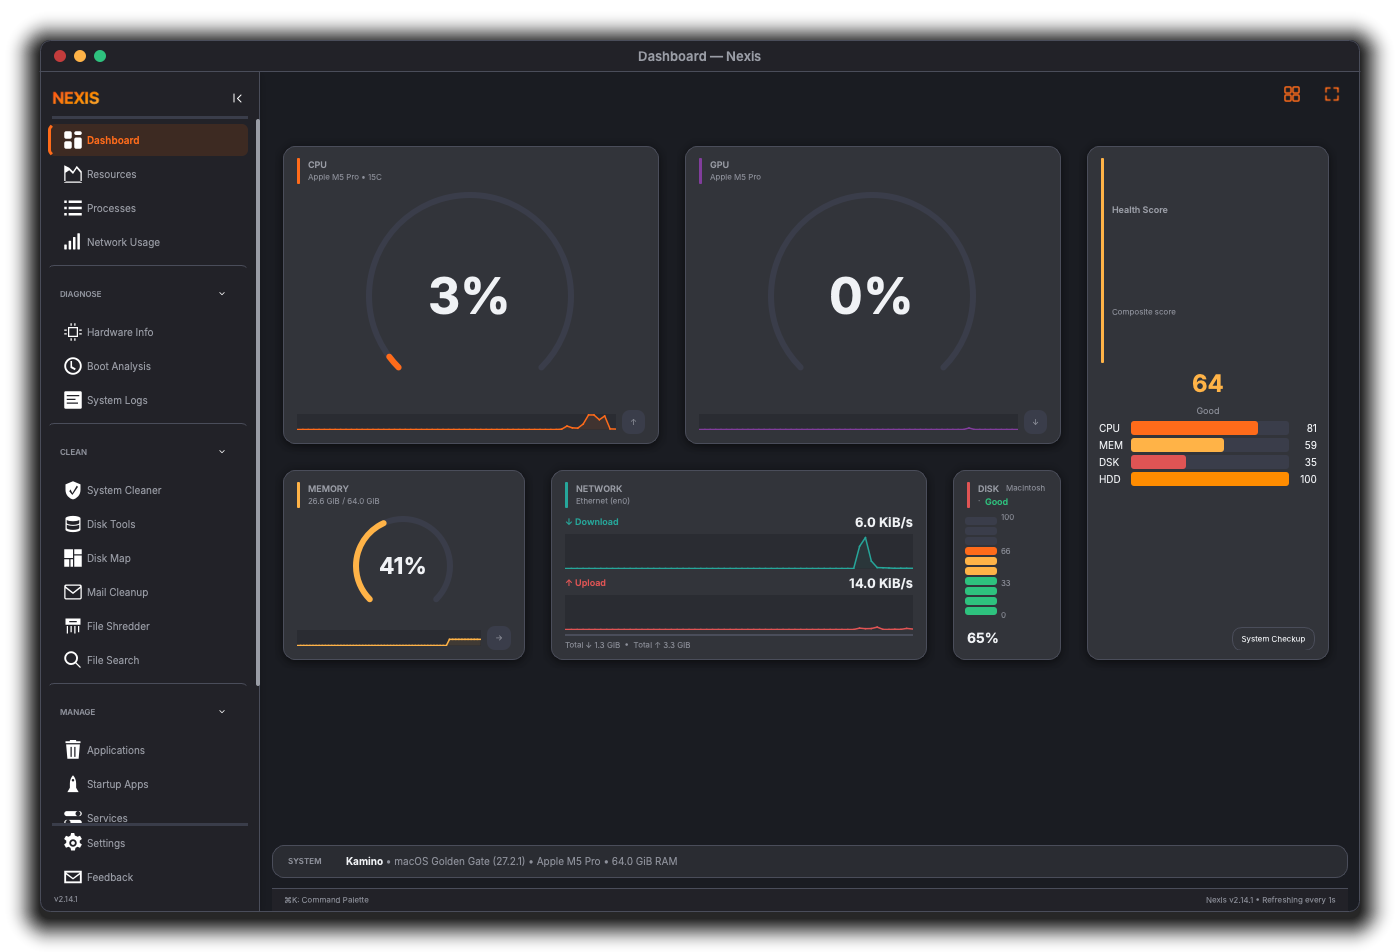 Dashboard — Nexis
NEXIS
Dashboard
Resources
Processes
Network Usage
DIAGNOSE
Hardware Info
Boot Analysis
System Logs
CLEAN
System Cleaner
Disk Tools
Disk Map
Mail Cleanup
File Shredder
File Search
MANAGE
Applications
Startup Apps
Services
Settings
Feedback
v2.14.1
CPU
Apple M5 Pro • 15C
3%
↑
GPU
Apple M5 Pro
0%
↓
Health Score
Composite score
64
Good
CPU 81
MEM 59
DSK 35
HDD 100
System Checkup
MEMORY
26.6 GIB / 64.0 GIB
41%
→
NETWORK
Ethernet (en0)
↓ Download 6.0 KiB/s
↑ Upload 14.0 KiB/s
Total ↓ 1.3 GIB • Total ↑ 3.3 GIB
DISK Macintosh
· Good
100
66
33
0
65%
SYSTEM Kamino • macOS Golden Gate (27.2.1) • Apple M5 Pro • 64.0 GiB RAM
⌘K: Command Palette
Nexis v2.14.1 • Refreshing every 1s